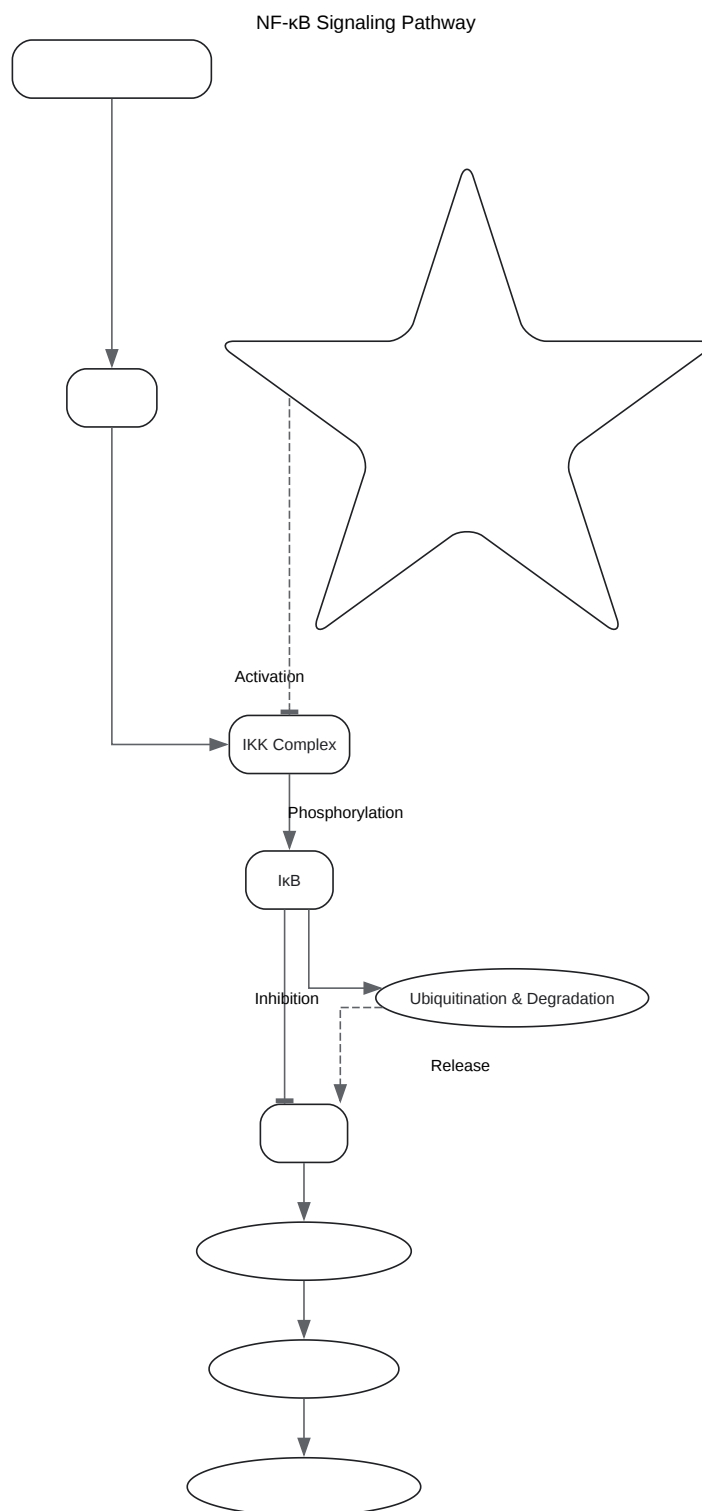 NF-κB Signaling Pathway
Activation
IKK Complex
Phosphorylation
IκB
Inhibition
Ubiquitination & Degradation
Release